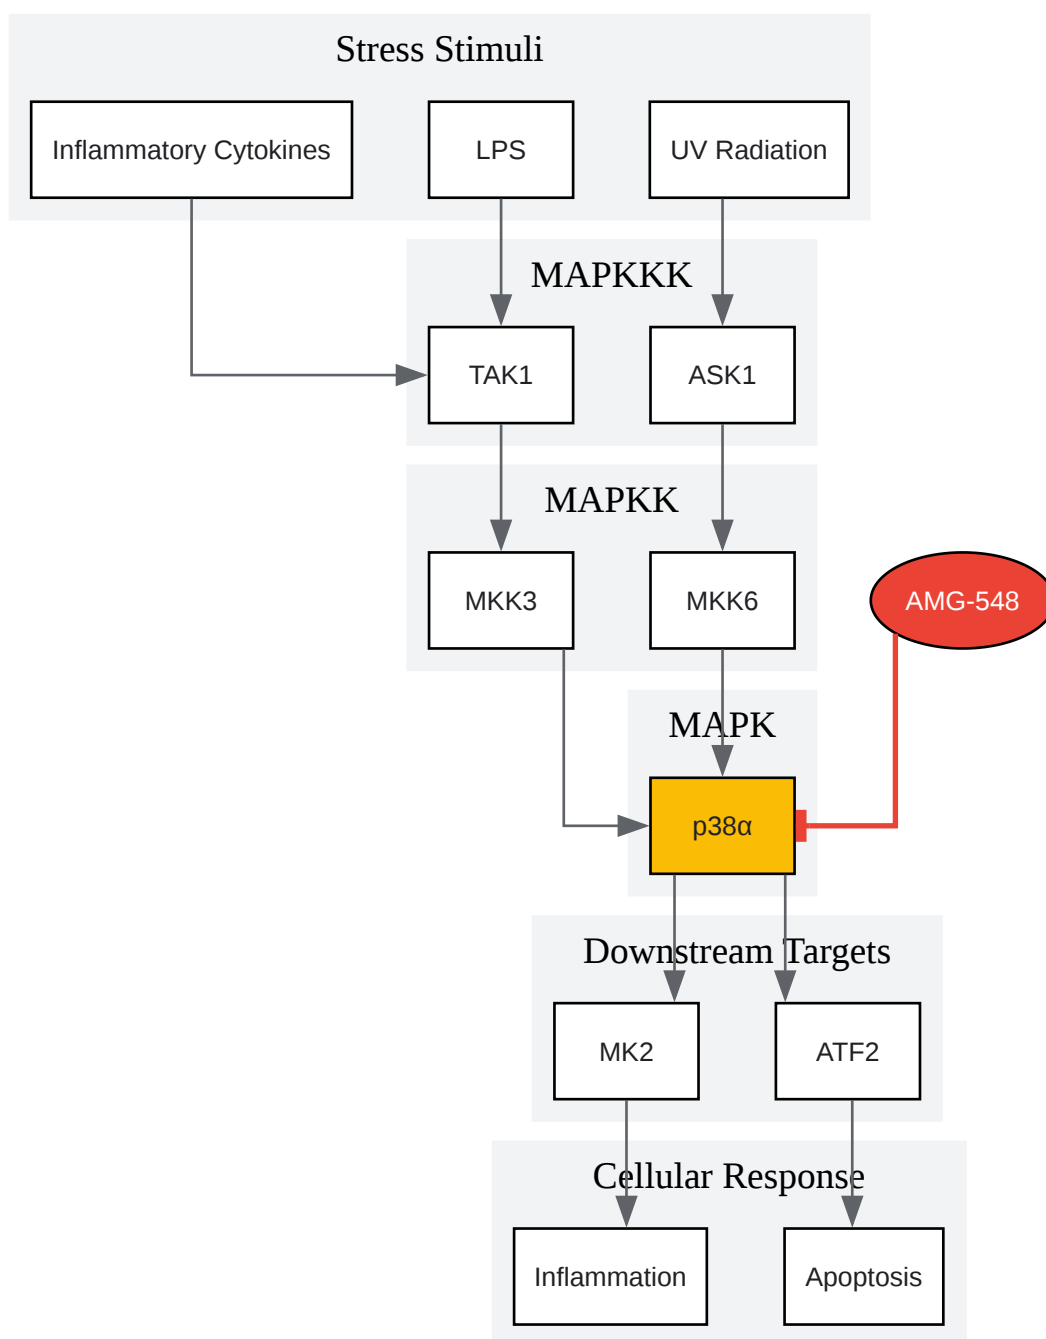 Stress Stimuli
Inflammatory Cytokines
LPS
UV Radiation
MAPKKK
TAK1
ASK1
MAPKK
MKK3
MKK6
AMG-548
MAPK
p38α
Downstream Targets
MK2
ATF2
Cellular Response
Inflammation
Apoptosis